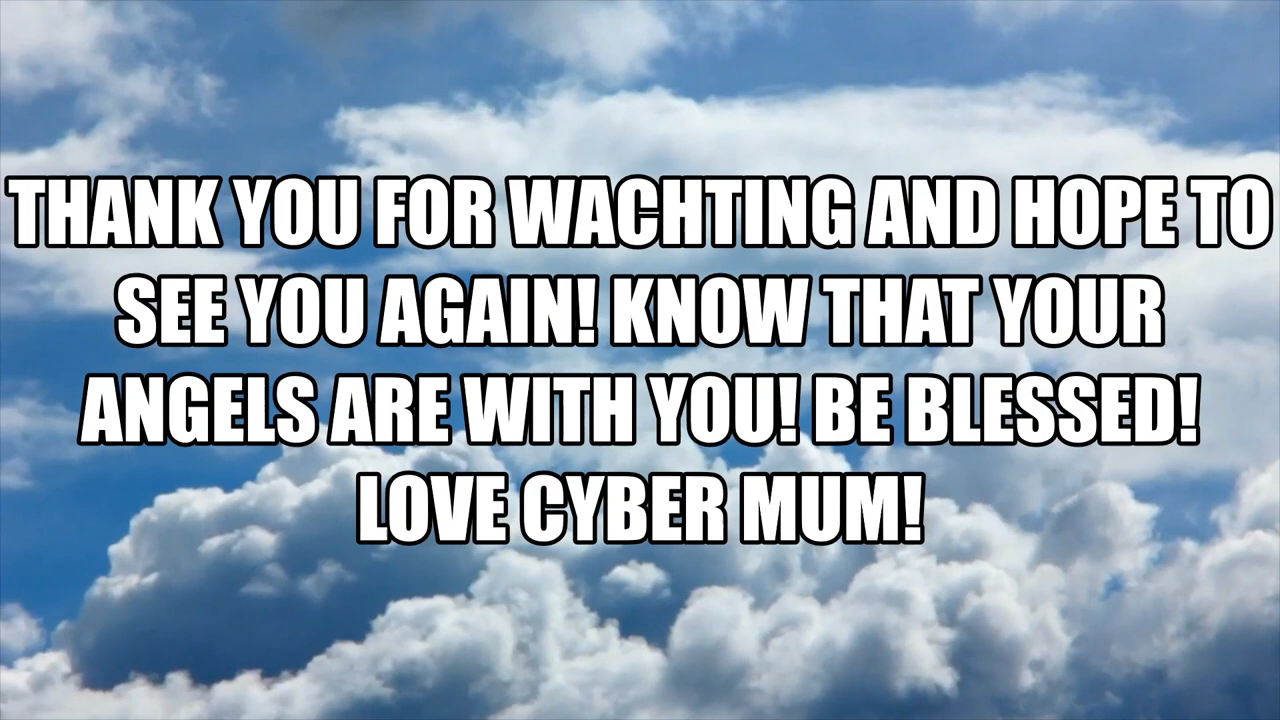 THANK YOU FOR WACHTING AND HOPE TO
SEE YOU AGAIN! KNOW THAT YOUR
ANGELS ARE WITH YOU! BE BLESSED!
LOVE CYBER MUM!